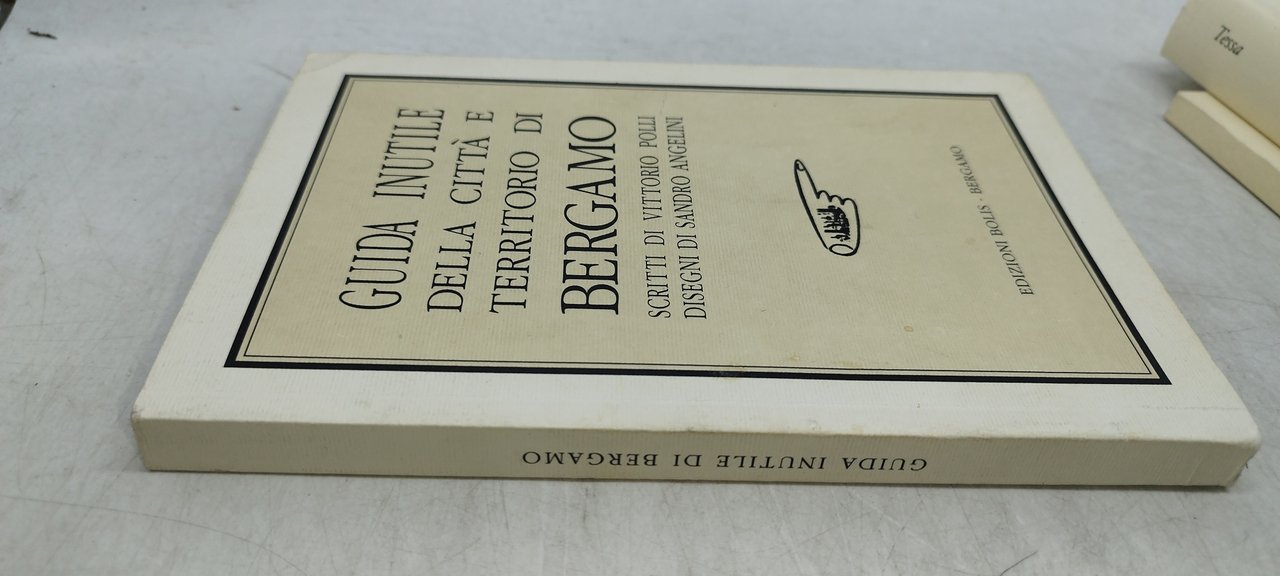 GUIDA INUTILE
DELLA CITTÀ E
TERRITORIO DI
BERGAMO
SCRITTI DI VITTORIO POLLI
DISEGNI DI SANDRO ANGELINI
EDIZIONI BOLIS - BERGAMO
GUIDA INUTILE DI BERGAMO
Tessa